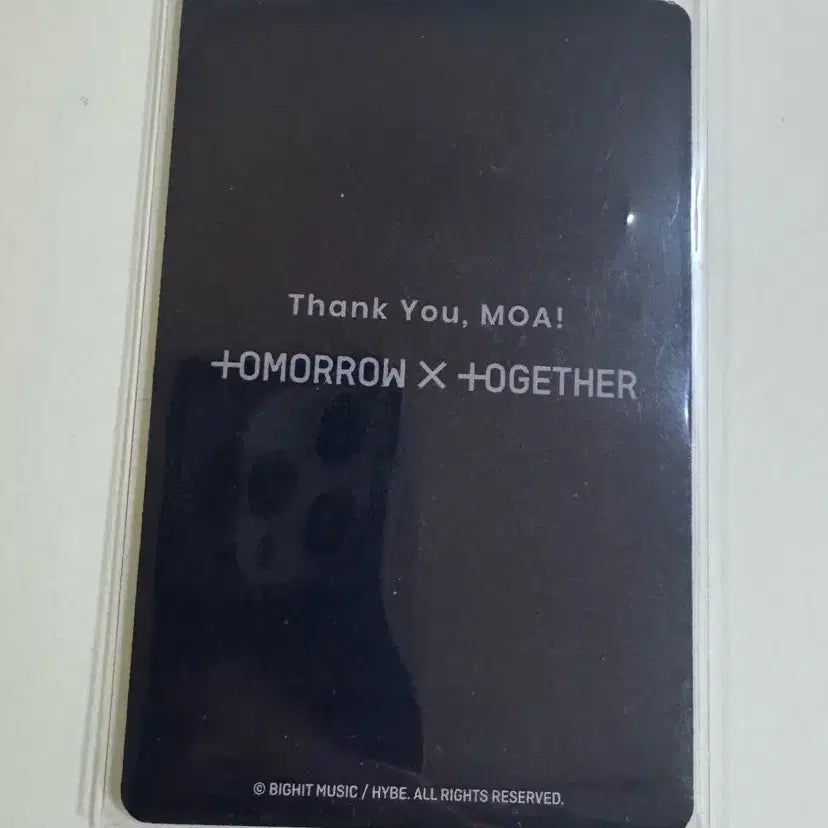 Thank You, MOA!
TOMORROW X TOGETHER
© BIGHIT MUSIC / HYBE. ALL RIGHTS RESERVED.